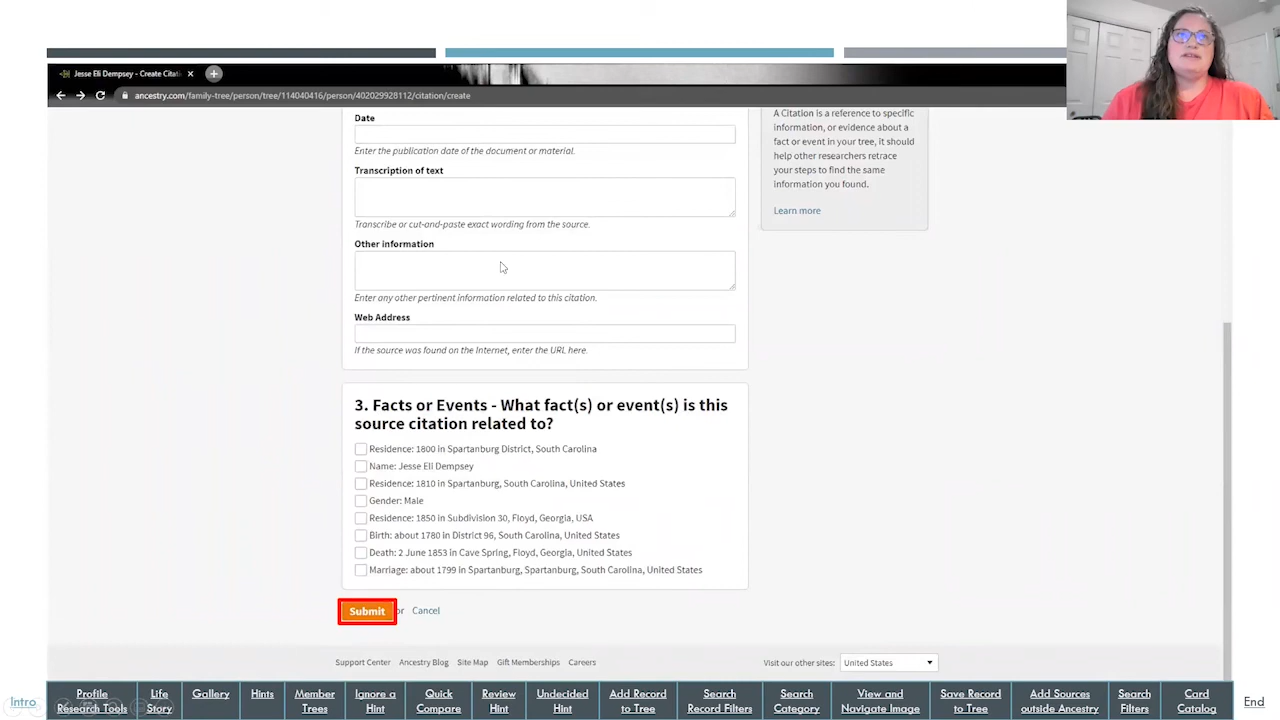 Jesse Eli Dempsey - Create Citati
ancestry.com/family-tree/person/tree/114040416/person/402029928112/citation/create
Date
Enter the publication date of the document or material.
Transcription of text
Transcribe or cut-and-paste exact wording from the source.
Other information
Enter any other pertinent information related to this citation.
Web Address
If the source was found on the Internet, enter the URL here.
A Citation is a reference to specific
information, or evidence about a
fact or event in your tree, it should
help other researchers retrace
your steps to find the same
information you found.
Learn more
3. Facts or Events - What fact(s) or event(s) is this
source citation related to?
Residence: 1800 in Spartanburg District, South Carolina
Name: Jesse Eli Dempsey
Residence: 1810 in Spartanburg, South Carolina, United States
Gender: Male
Residence: 1850 in Subdivision 30, Floyd, Georgia, USA
Birth: about 1780 in District 96, South Carolina, United States
Death: 2 June 1853 in Cave Spring, Floyd, Georgia, United States
Marriage: about 1799 in Spartanburg, Spartanburg, South Carolina, United States
Submit or Cancel
Support Center Ancestry Blog Site Map Gift Memberships Careers
Visit our other sites: United States
Intro
Profile
Research Tools
Life
Story
Gallery
Hints
Member
Trees
Ignore a
Hint
Quick
Compare
Review
Hint
Undecided
Hint
Add Record
to Tree
Search
Record Filters
Search
Category
View and
Navigate Image
Save Record
to Tree
Add Sources
outside Ancestry
Search
Filters
Card
Catalog
End